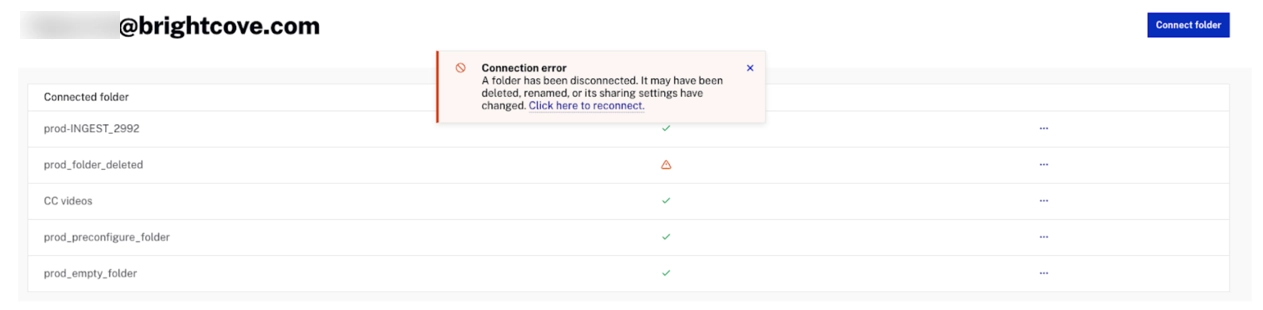 @brightcove.com
Connect folder
Connection error
A folder has been disconnected. It may have been
deleted, renamed, or its sharing settings have
changed. Click here to reconnect.
Connected folder
prod-INGEST_2992
prod_folder_deleted
CC videos
prod_preconfigure_folder
prod_empty_folder